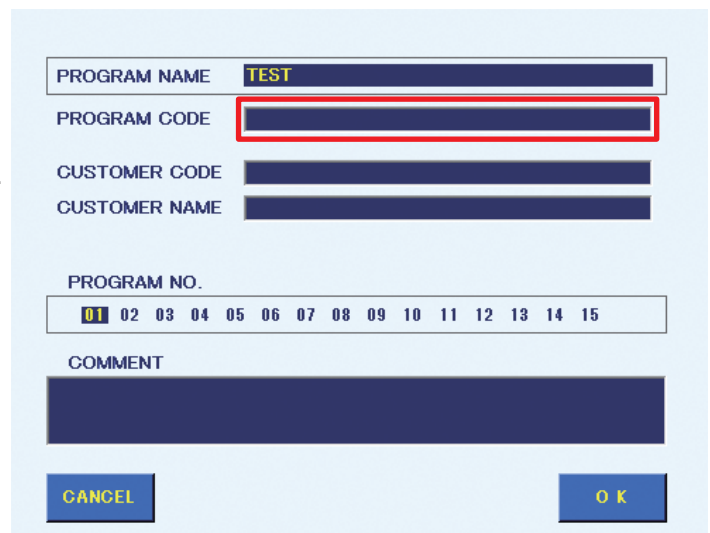 PROGRAM NAME TEST
PROGRAM CODE
CUSTOMER CODE
CUSTOMER NAME
PROGRAM NO.
01 02 03 04 05 06 07 08 09 10 11 12 13 14 15
COMMENT
CANCEL O K